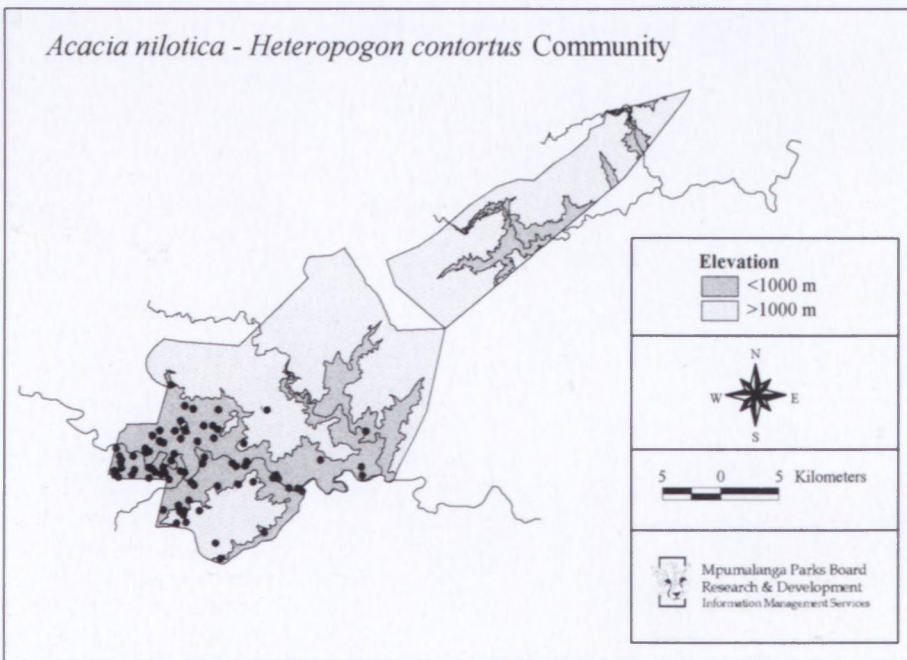 Acacia nilotica - Heteropogon contortus Community
Elevation
<1000 m
>1000 m
N
W E
S
5 0 5 Kilometers
Mpumalanga Parks Board
Research & Development
Information Management Services